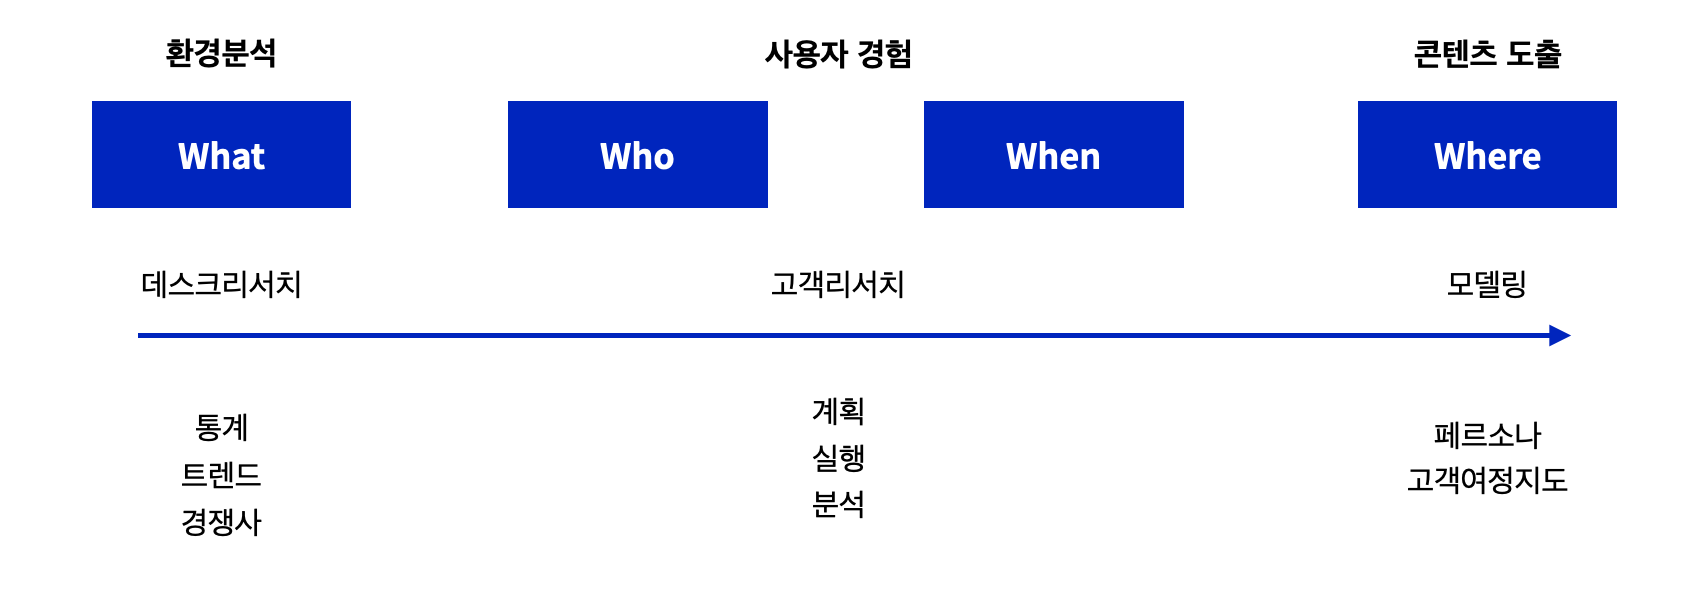 환경분석
사용자 경험
콘텐츠 도출
What
Who
When
Where
데스크리서치
고객리서치
모델링
통계
트렌드
경쟁사
계획
실행
분석
페르소나
고객여정지도